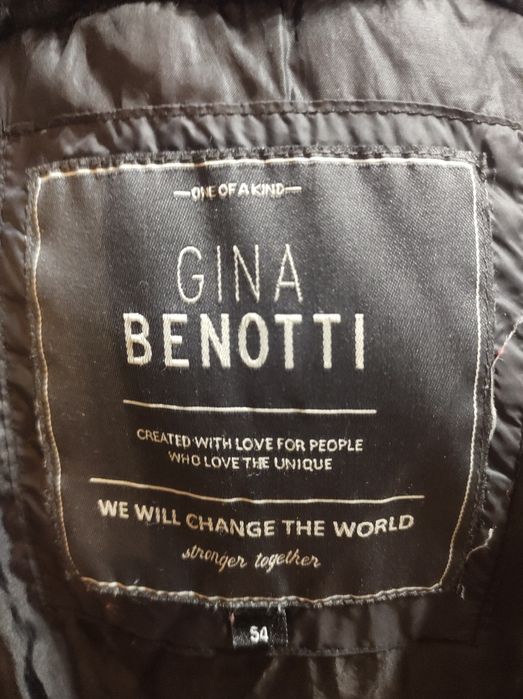 —ONE OF A KIND—
GINA
BENOTTI
CREATED WITH LOVE FOR PEOPLE
WHO LOVE THE UNIQUE
WE WILL CHANGE THE WORLD
stronger together
54